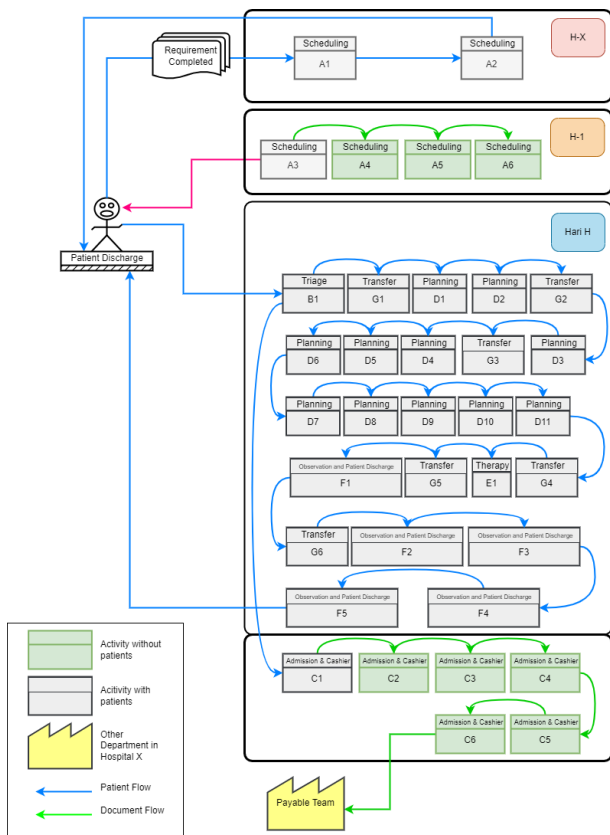 Requirement
Completed
Scheduling
A1
Scheduling
A2
H-X
Scheduling
A3
Scheduling
A4
Scheduling
A5
Scheduling
A6
H-1
Patient Discharge
Hari H
Triage
B1
Transfer
G1
Planning
D1
Planning
D2
Transfer
G2
Planning
D6
Planning
D5
Planning
D4
Transfer
G3
Planning
D3
Planning
D7
Planning
D8
Planning
D9
Planning
D10
Planning
D11
Observation and Patient Discharge
F1
Transfer
G5
Therapy
E1
Transfer
G4
Transfer
G6
Observation and Patient Discharge
F2
Observation and Patient Discharge
F3
Observation and Patient Discharge
F5
Observation and Patient Discharge
F4
Admission & Cashier
C1
Admission & Cashier
C2
Admission & Cashier
C3
Admission & Cashier
C4
Admission & Cashier
C6
Admission & Cashier
C5
Payable Team
Activity without
patients
Acitivity with
patients
Other
Department in
Hospital X
Patient Flow
Document Flow